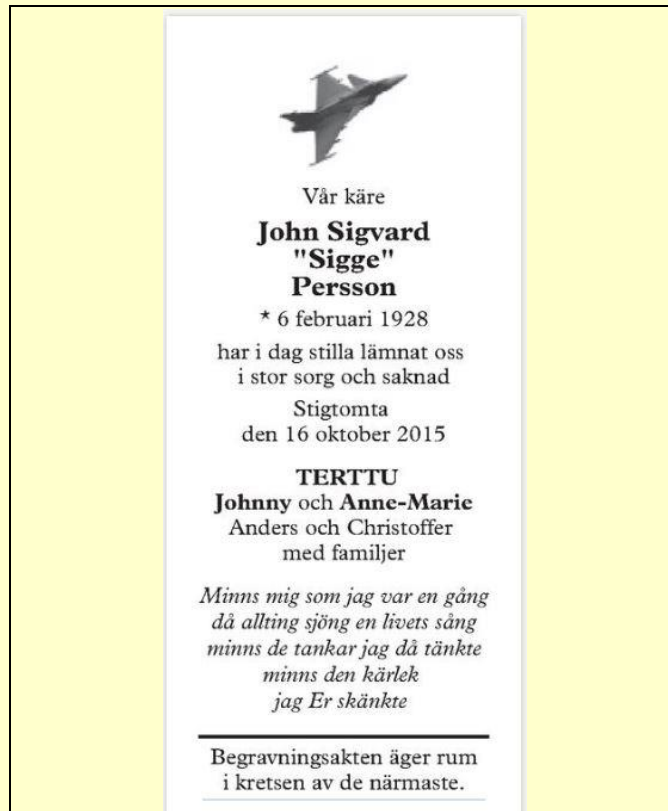 Vår käre
John Sigvard
"Sigge"
Persson
* 6 februari 1928
har i dag stilla lämnat oss
i stor sorg och saknad
Stigtomta
den 16 oktober 2015
TERTTU
Johnny och Anne-Marie
Anders och Christoffer
med familjer
Minns mig som jag var en gång
då allting sjöng en livets sång
minns de tankar jag då tänkte
minns den kärlek
jag Er skänkte
Begravningsakten äger rum
i kretsen av de närmaste.